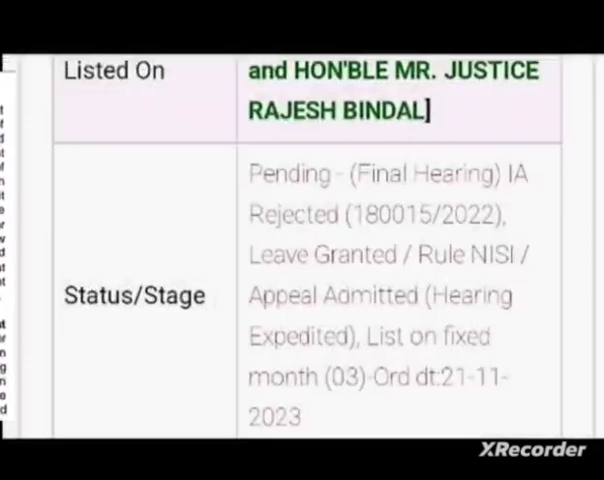 Listed On
and HON'BLE MR. JUSTICE
RAJESH BINDAL]
Status/Stage
Pending - (Final Hearing) IA
Rejected (180015/2022),
Leave Granted / Rule NISI /
Appeal Admitted (Hearing
Expedited), List on fixed
month (03)-Ord dt:21-11-
2023
XRecorder